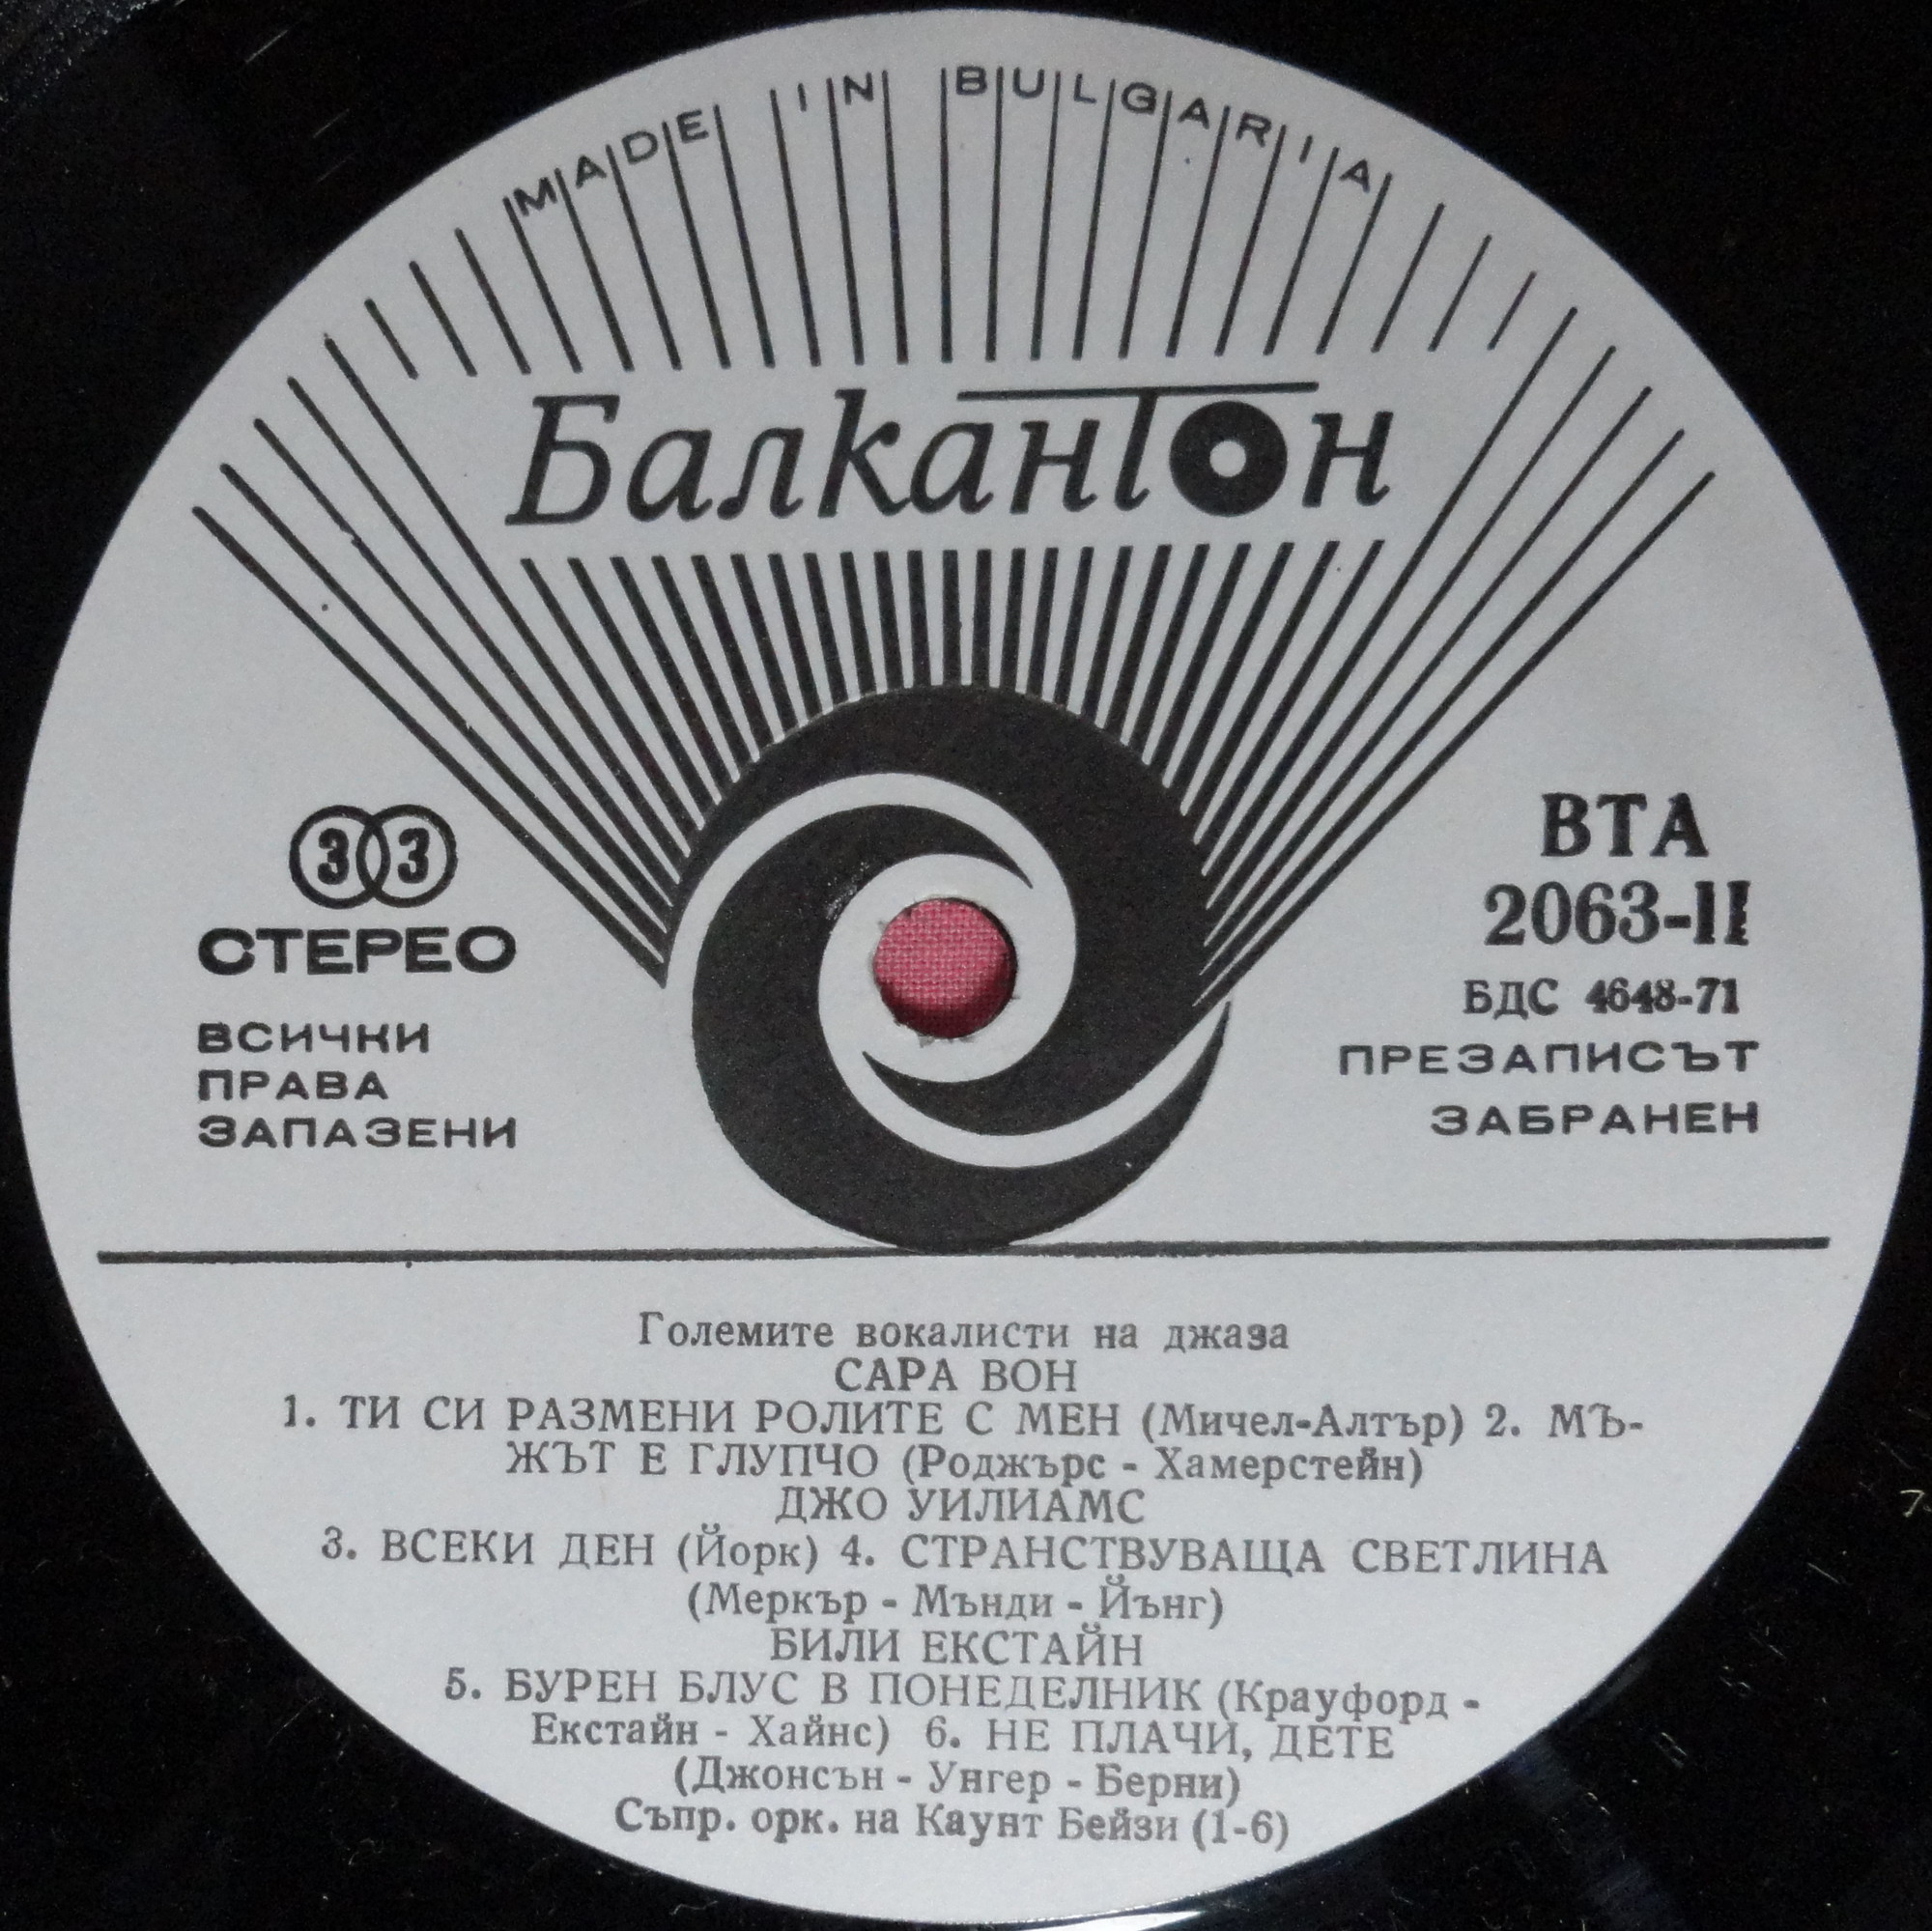 MADE IN BULGARIA
Балкантон
33
СТЕРЕО
ВСИЧКИ
ПРАВА
ЗАПАЗЕНИ
ВТА
2063-II
БДС 4648-71
ПРЕЗАПИСЪТ
ЗАБРАНЕН
Големите вокалисти на джаза
САРА ВОН
1. ТИ СИ РАЗМЕНИ РОЛИТЕ С МЕН (Мичел-Алтър) 2. МЪ-
ЖЪТ Е ГЛУПЧО (Роджърс - Хамерстейн)
ДЖО УИЛИАМС
3. ВСЕКИ ДЕН (Йорк) 4. СТРАНСТВУВАЩА СВЕТЛИНА
(Меркър - Мънди - Йънг)
БИЛИ ЕКСТАЙН
5. БУРЕН БЛУС В ПОНЕДЕЛНИК (Крауфорд -
Екстайн - Хайнс) 6. НЕ ПЛАЧИ, ДЕТЕ
(Джонсън - Унгер - Берни)
Съпр. орк. на Каунт Бейзи (1-6)